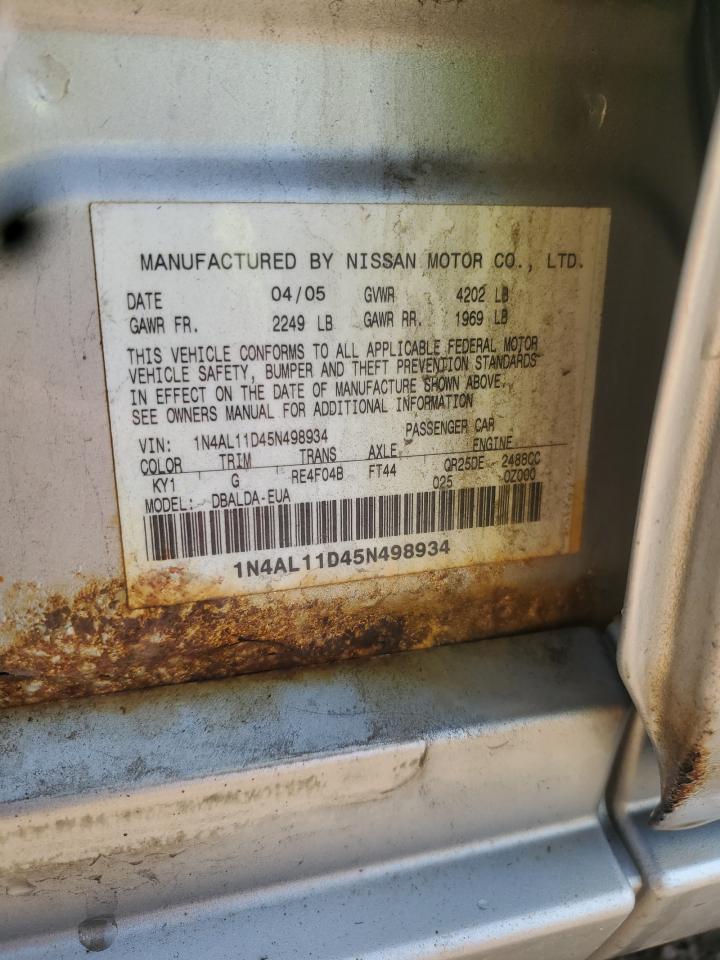 MANUFACTURED BY NISSAN MOTOR CO., LTD.
DATE 04/05 GVWR 4202 LB
GAWR FR. 2249 LB GAWR RR. 1969 LB
THIS VEHICLE CONFORMS TO ALL APPLICABLE FEDERAL MOTOR
VEHICLE SAFETY, BUMPER AND THEFT PREVENTION STANDARDS
IN EFFECT ON THE DATE OF MANUFACTURE SHOWN ABOVE.
SEE OWNERS MANUAL FOR ADDITIONAL INFORMATION
VIN: 1N4AL11D45N498934 PASSENGER CAR
COLOR TRIM TRANS AXLE ENGINE
KY1 G RE4F04B FT44 QR25DE 2488CC
MODEL: DBALDA-EUA 025 0Z000
1N4AL11D45N498934